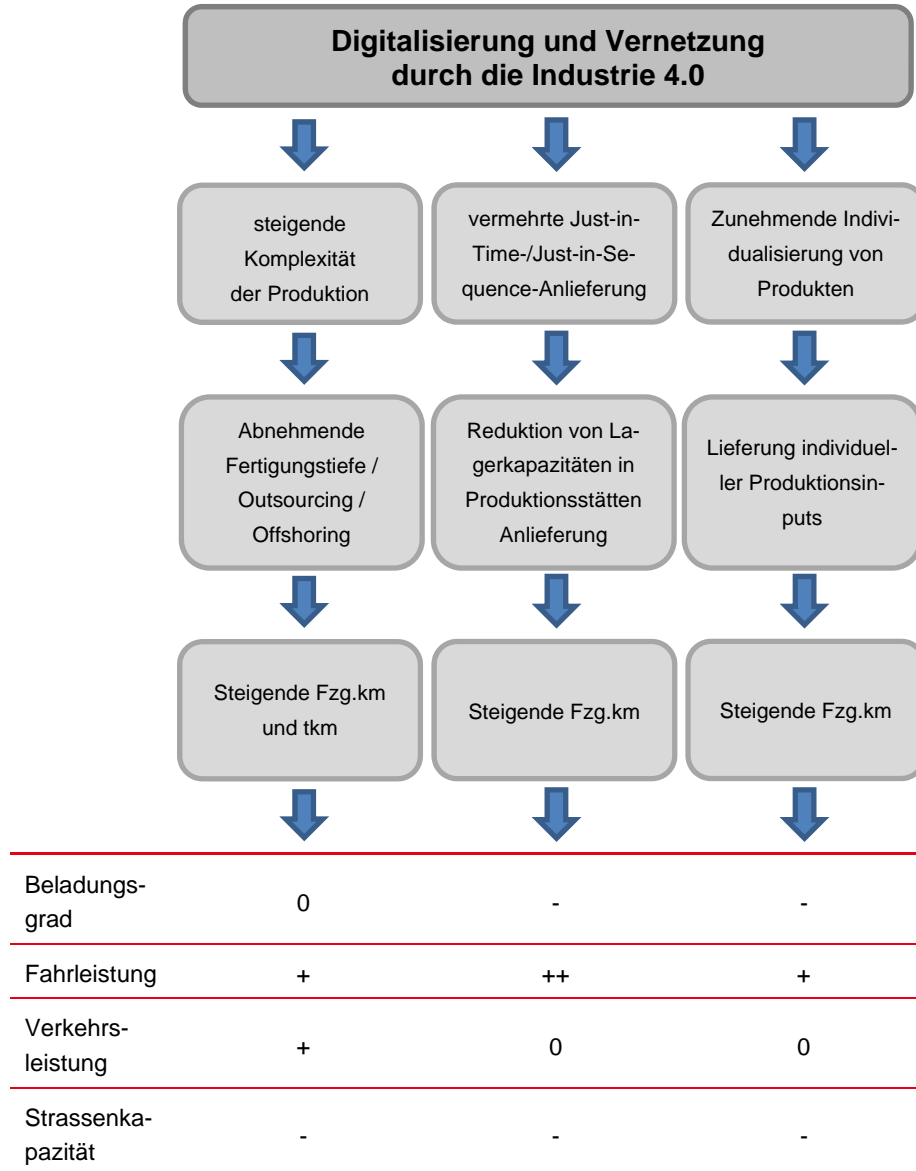 Digitalisierung und Vernetzung
durch die Industrie 4.0
steigende
Komplexität
der Produktion
vermehrte Just-in-
Time-/Just-in-Se-
quence-Anlieferung
Zunehmende Indivi-
dualisierung von
Produkten
Abnehmende
Fertigungstiefe /
Outsourcing /
Offshoring
Reduktion von La-
gerkapazitäten in
Produktionsstätten
Anlieferung
Lieferung individuel-
ler Produktionsin-
puts
Steigende Fzg.km
und tkm
Steigende Fzg.km
Steigende Fzg.km
Beladungs-
grad
0 - -
Fahrleistung + ++ +
Verkehrs-
leistung
+ 0 0
Strassenka-
pazität
- - -